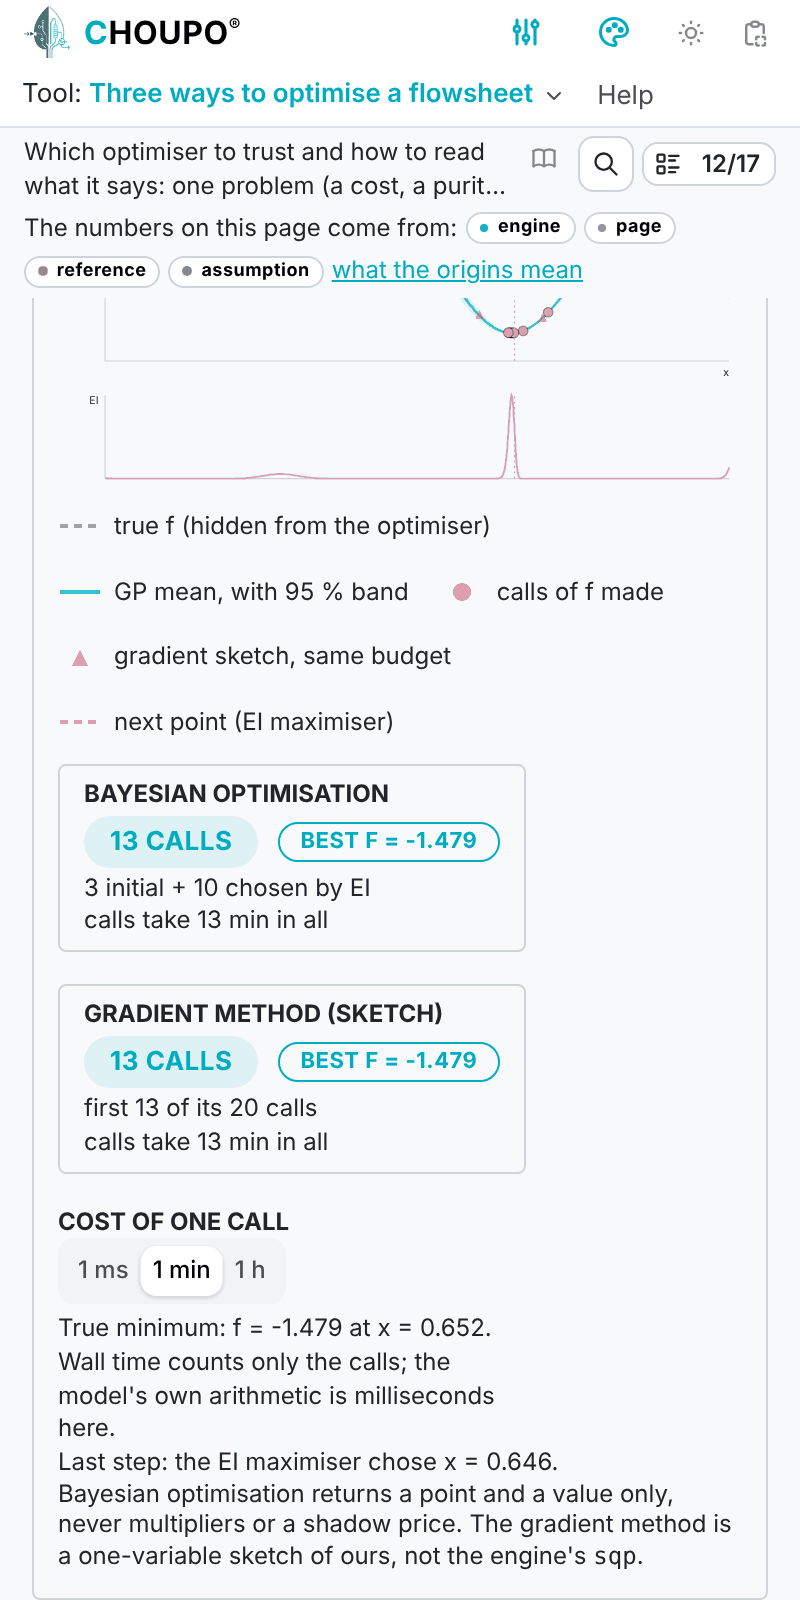 CHOUPO®
Tool: Three ways to optimise a flowsheet
Help
Which optimiser to trust and how to read
what it says: one problem (a cost, a purit...
12/17
The numbers on this page come from: engine page
reference assumption what the origins mean
x
EI
true f (hidden from the optimiser)
GP mean, with 95 % band calls of f made
gradient sketch, same budget
next point (EI maximiser)
BAYESIAN OPTIMISATION
13 CALLS BEST F = -1.479
3 initial + 10 chosen by EI
calls take 13 min in all
GRADIENT METHOD (SKETCH)
13 CALLS BEST F = -1.479
first 13 of its 20 calls
calls take 13 min in all
COST OF ONE CALL
1 ms 1 min 1 h
True minimum: f = -1.479 at x = 0.652.
Wall time counts only the calls; the
model's own arithmetic is milliseconds
here.
Last step: the EI maximiser chose x = 0.646.
Bayesian optimisation returns a point and a value only,
never multipliers or a shadow price. The gradient method is
a one-variable sketch of ours, not the engine's sqp.